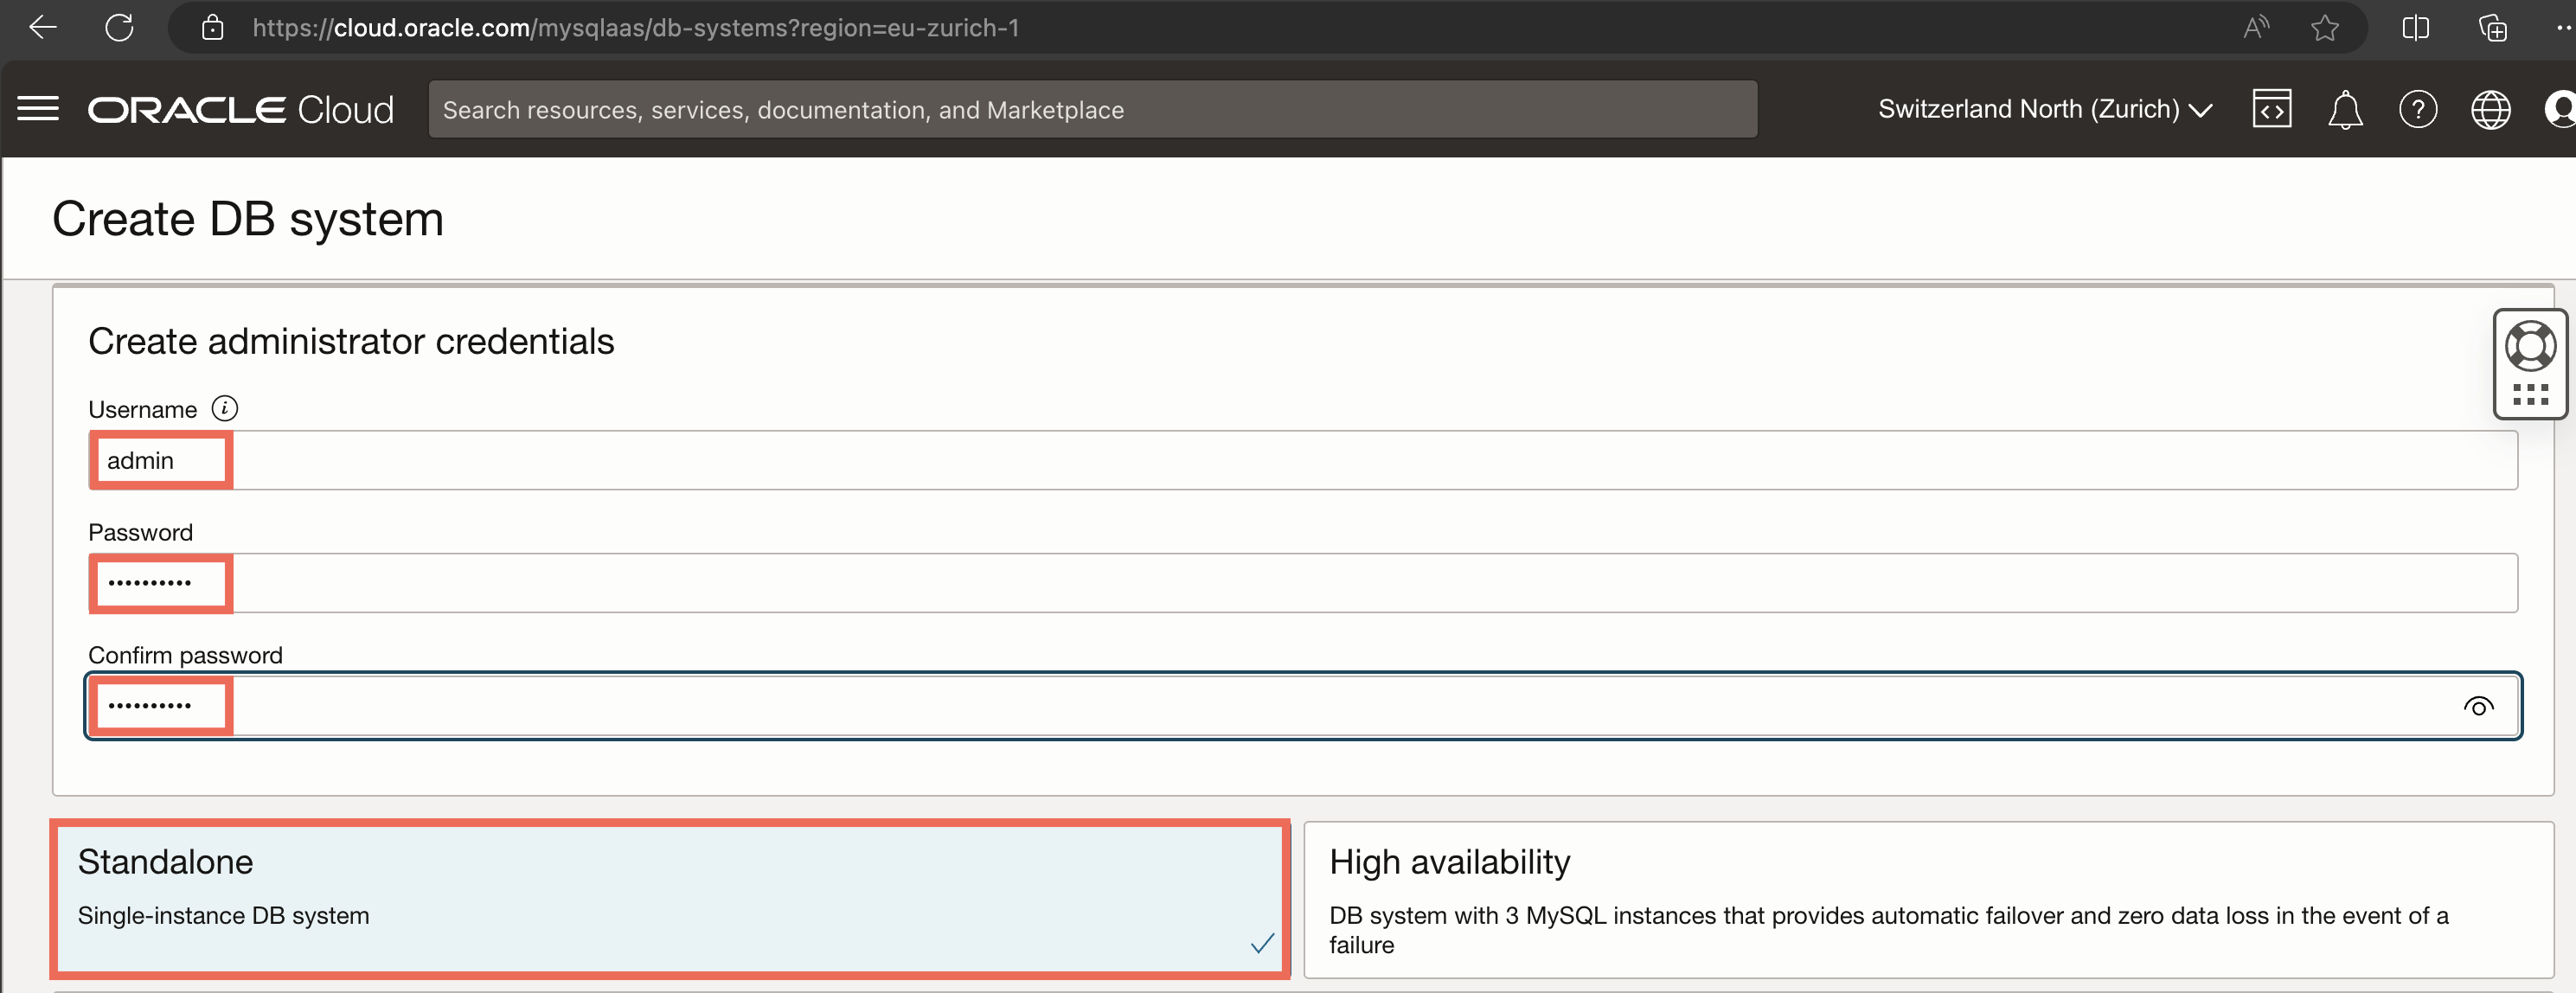 https://cloud.oracle.com/mysqlaas/db-systems?region=eu-zurich-1
ORACLE Cloud
Search resources, services, documentation, and Marketplace
Switzerland North (Zurich)
Create DB system
Create administrator credentials
Username
admin
Password
••••••••••
Confirm password
••••••••••
Standalone
Single-instance DB system
High availability
DB system with 3 MySQL instances that provides automatic failover and zero data loss in the event of a
failure